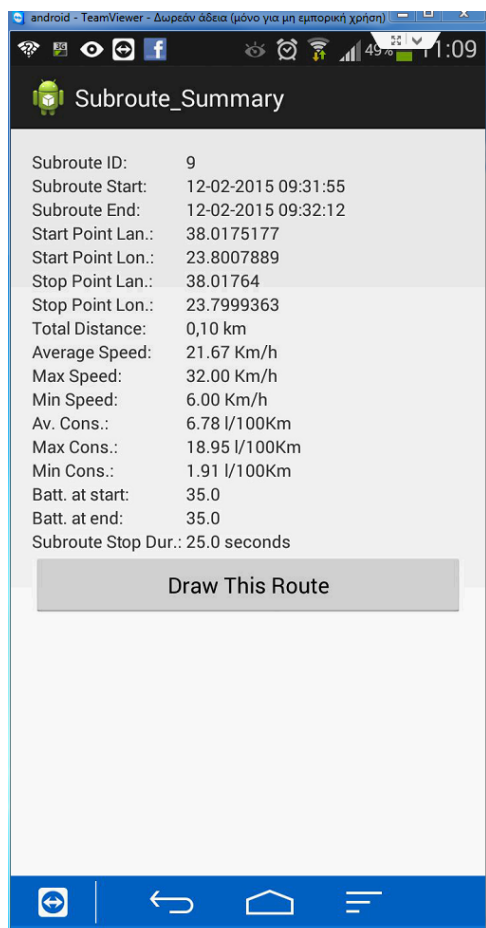 android - TeamViewer - Δωρεάν άδεια (μόνο για μη εμπορική χρήση)
3G 49% 11:09
Subroute_Summary
Subroute ID: 9
Subroute Start: 12-02-2015 09:31:55
Subroute End: 12-02-2015 09:32:12
Start Point Lan.: 38.0175177
Start Point Lon.: 23.8007889
Stop Point Lan.: 38.01764
Stop Point Lon.: 23.7999363
Total Distance: 0,10 km
Average Speed: 21.67 Km/h
Max Speed: 32.00 Km/h
Min Speed: 6.00 Km/h
Av. Cons.: 6.78 l/100Km
Max Cons.: 18.95 l/100Km
Min Cons.: 1.91 l/100Km
Batt. at start: 35.0
Batt. at end: 35.0
Subroute Stop Dur.: 25.0 seconds
Draw This Route